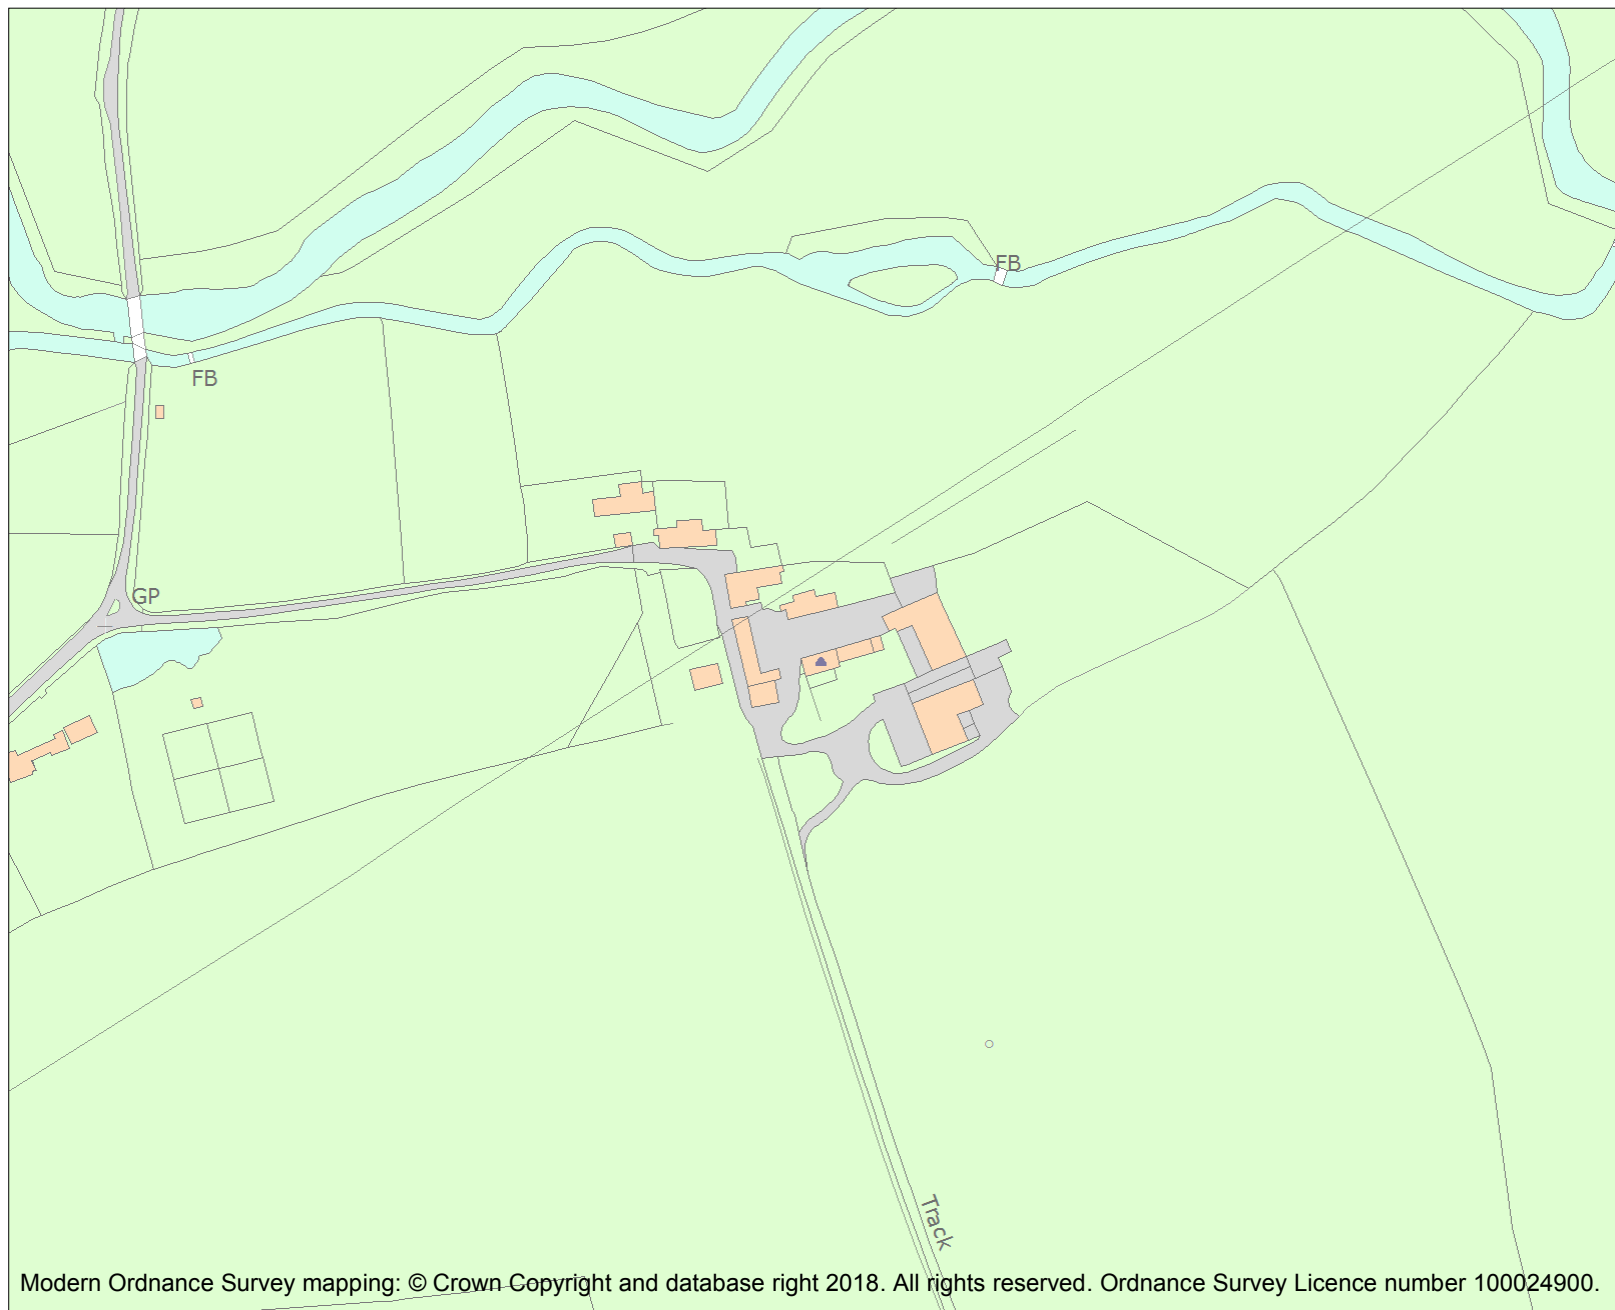 FB
FB
GP
Track
Modern Ordnance Survey mapping: © Crown Copyright and database right 2018. All rights reserved. Ordnance Survey Licence number 100024900.